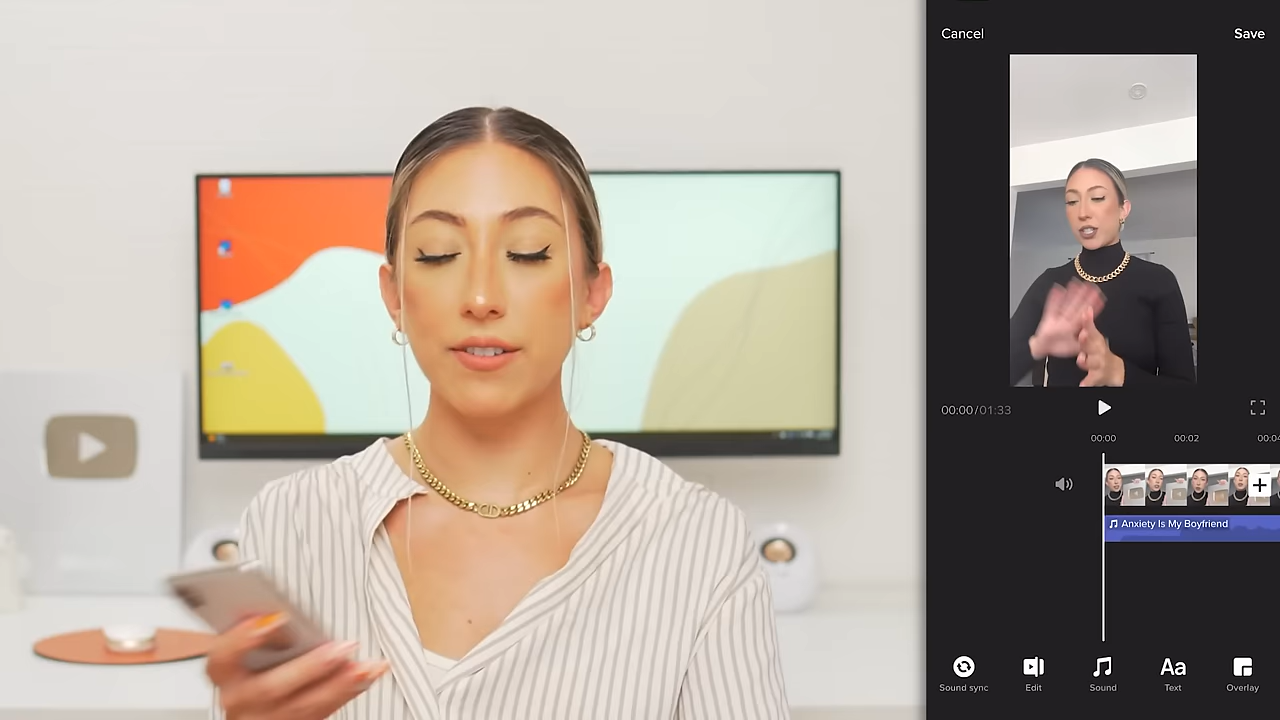 Cancel
Save
00:00/01:33
00:00
00:02
00:04
Anxiety Is My Boyfriend
Sound sync
Edit
Sound
Aa
Text
Overlay